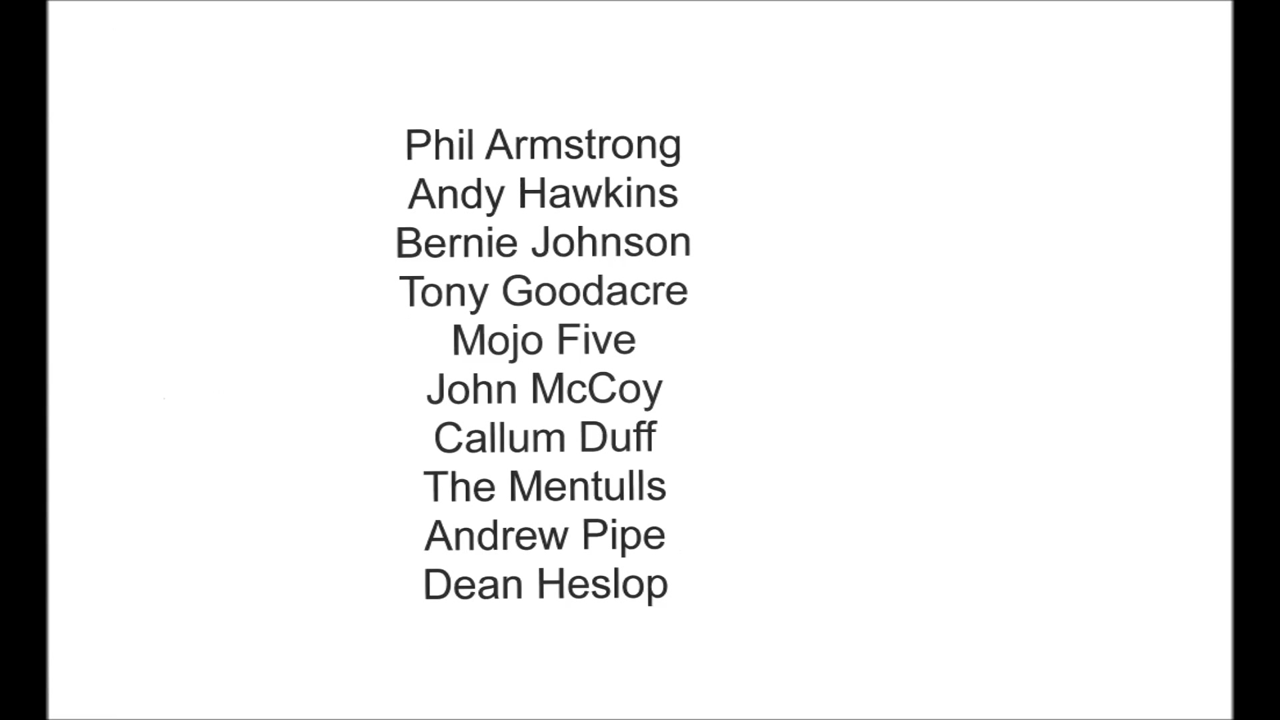 Phil Armstrong
Andy Hawkins
Bernie Johnson
Tony Goodacre
Mojo Five
John McCoy
Callum Duff
The Mentulls
Andrew Pipe
Dean Heslop